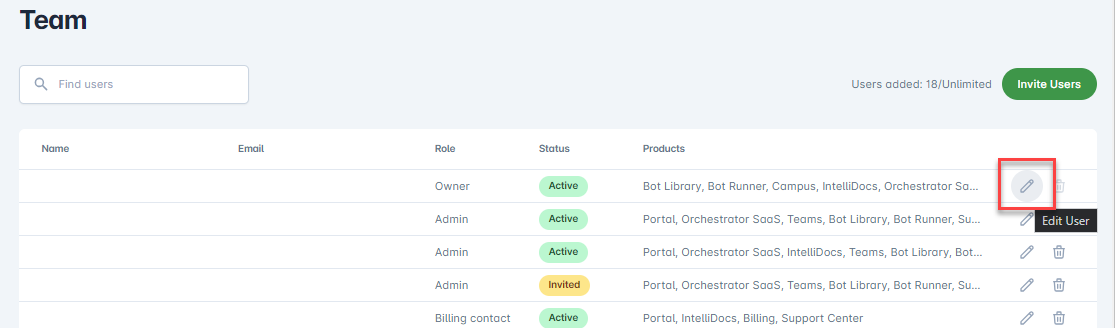 Team
Find users
Users added: 18/Unlimited
Invite Users
Name Email Role Status Products
Owner Active Bot Library, Bot Runner, Campus, IntelliDocs, Orchestrator Sa...
Admin Active Portal, Orchestrator SaaS, Teams, Bot Library, Bot Runner, Su...
Edit User
Admin Active Portal, Orchestrator SaaS, IntelliDocs, Teams, Bot Library, Bot...
Admin Invited Portal, Orchestrator SaaS, Teams, Bot Library, Bot Runner, Su...
Billing contact Active Portal, IntelliDocs, Billing, Support Center